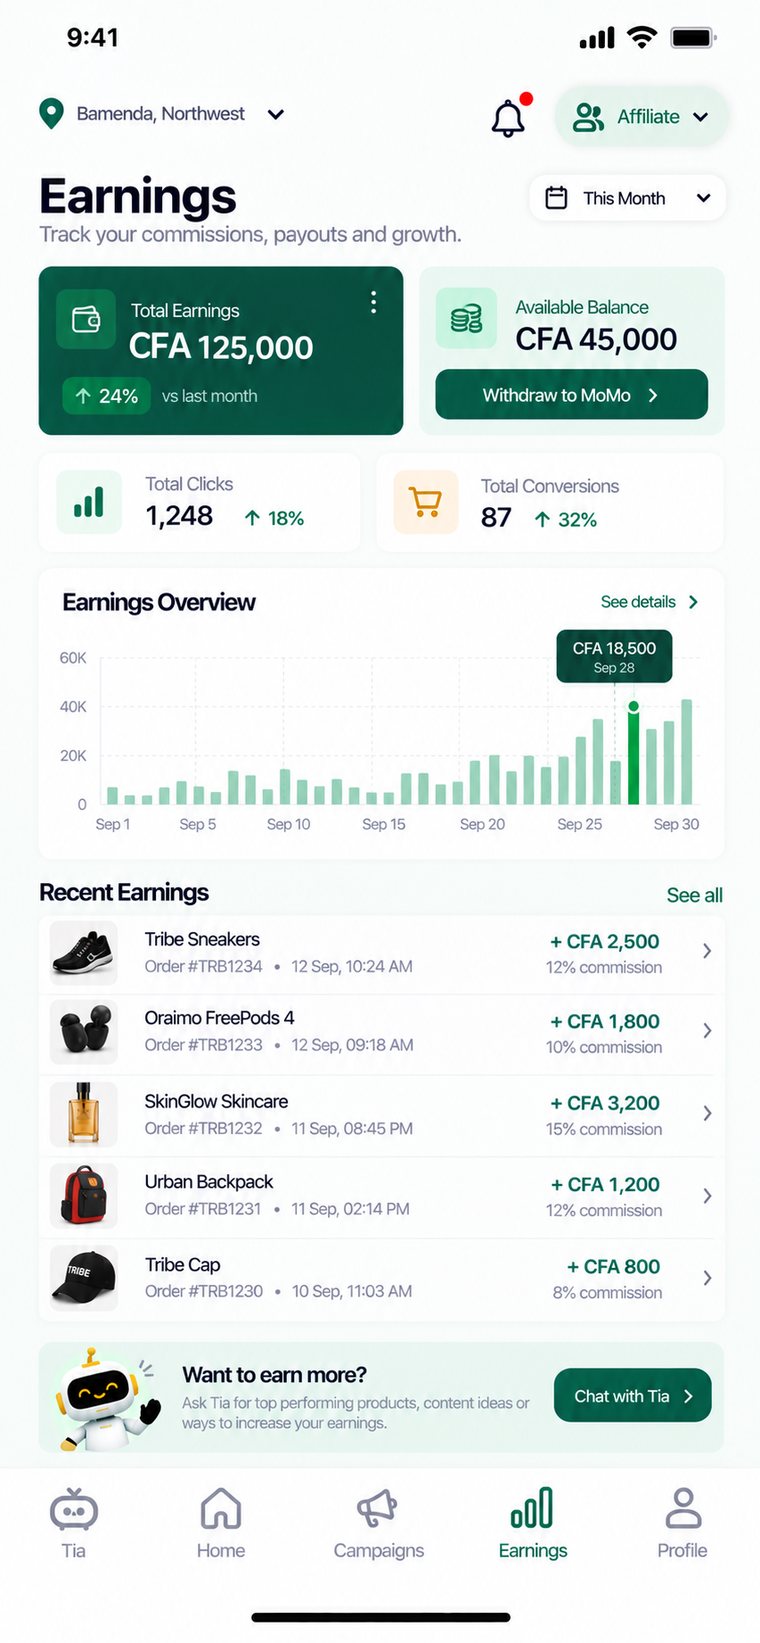 9:41
Bamenda, Northwest
Affiliate
Earnings
This Month
Track your commissions, payouts and growth.
Total Earnings
CFA 125,000
↑ 24% vs last month
Available Balance
CFA 45,000
Withdraw to MoMo
Total Clicks
1,248 ↑ 18%
Total Conversions
87 ↑ 32%
Earnings Overview
See details
CFA 18,500
Sep 28
60K
40K
20K
0
Sep 1 Sep 5 Sep 10 Sep 15 Sep 20 Sep 25 Sep 30
Recent Earnings
See all
Tribe Sneakers
+ CFA 2,500
Order #TRB1234 • 12 Sep, 10:24 AM
12% commission
Oraimo FreePods 4
+ CFA 1,800
Order #TRB1233 • 12 Sep, 09:18 AM
10% commission
SkinGlow Skincare
+ CFA 3,200
Order #TRB1232 • 11 Sep, 08:45 PM
15% commission
Urban Backpack
+ CFA 1,200
Order #TRB1231 • 11 Sep, 02:14 PM
12% commission
TRIBE
Tribe Cap
+ CFA 800
Order #TRB1230 • 10 Sep, 11:03 AM
8% commission
Want to earn more?
Ask Tia for top performing products, content ideas or
ways to increase your earnings.
Chat with Tia
Tia
Home
Campaigns
Earnings
Profile